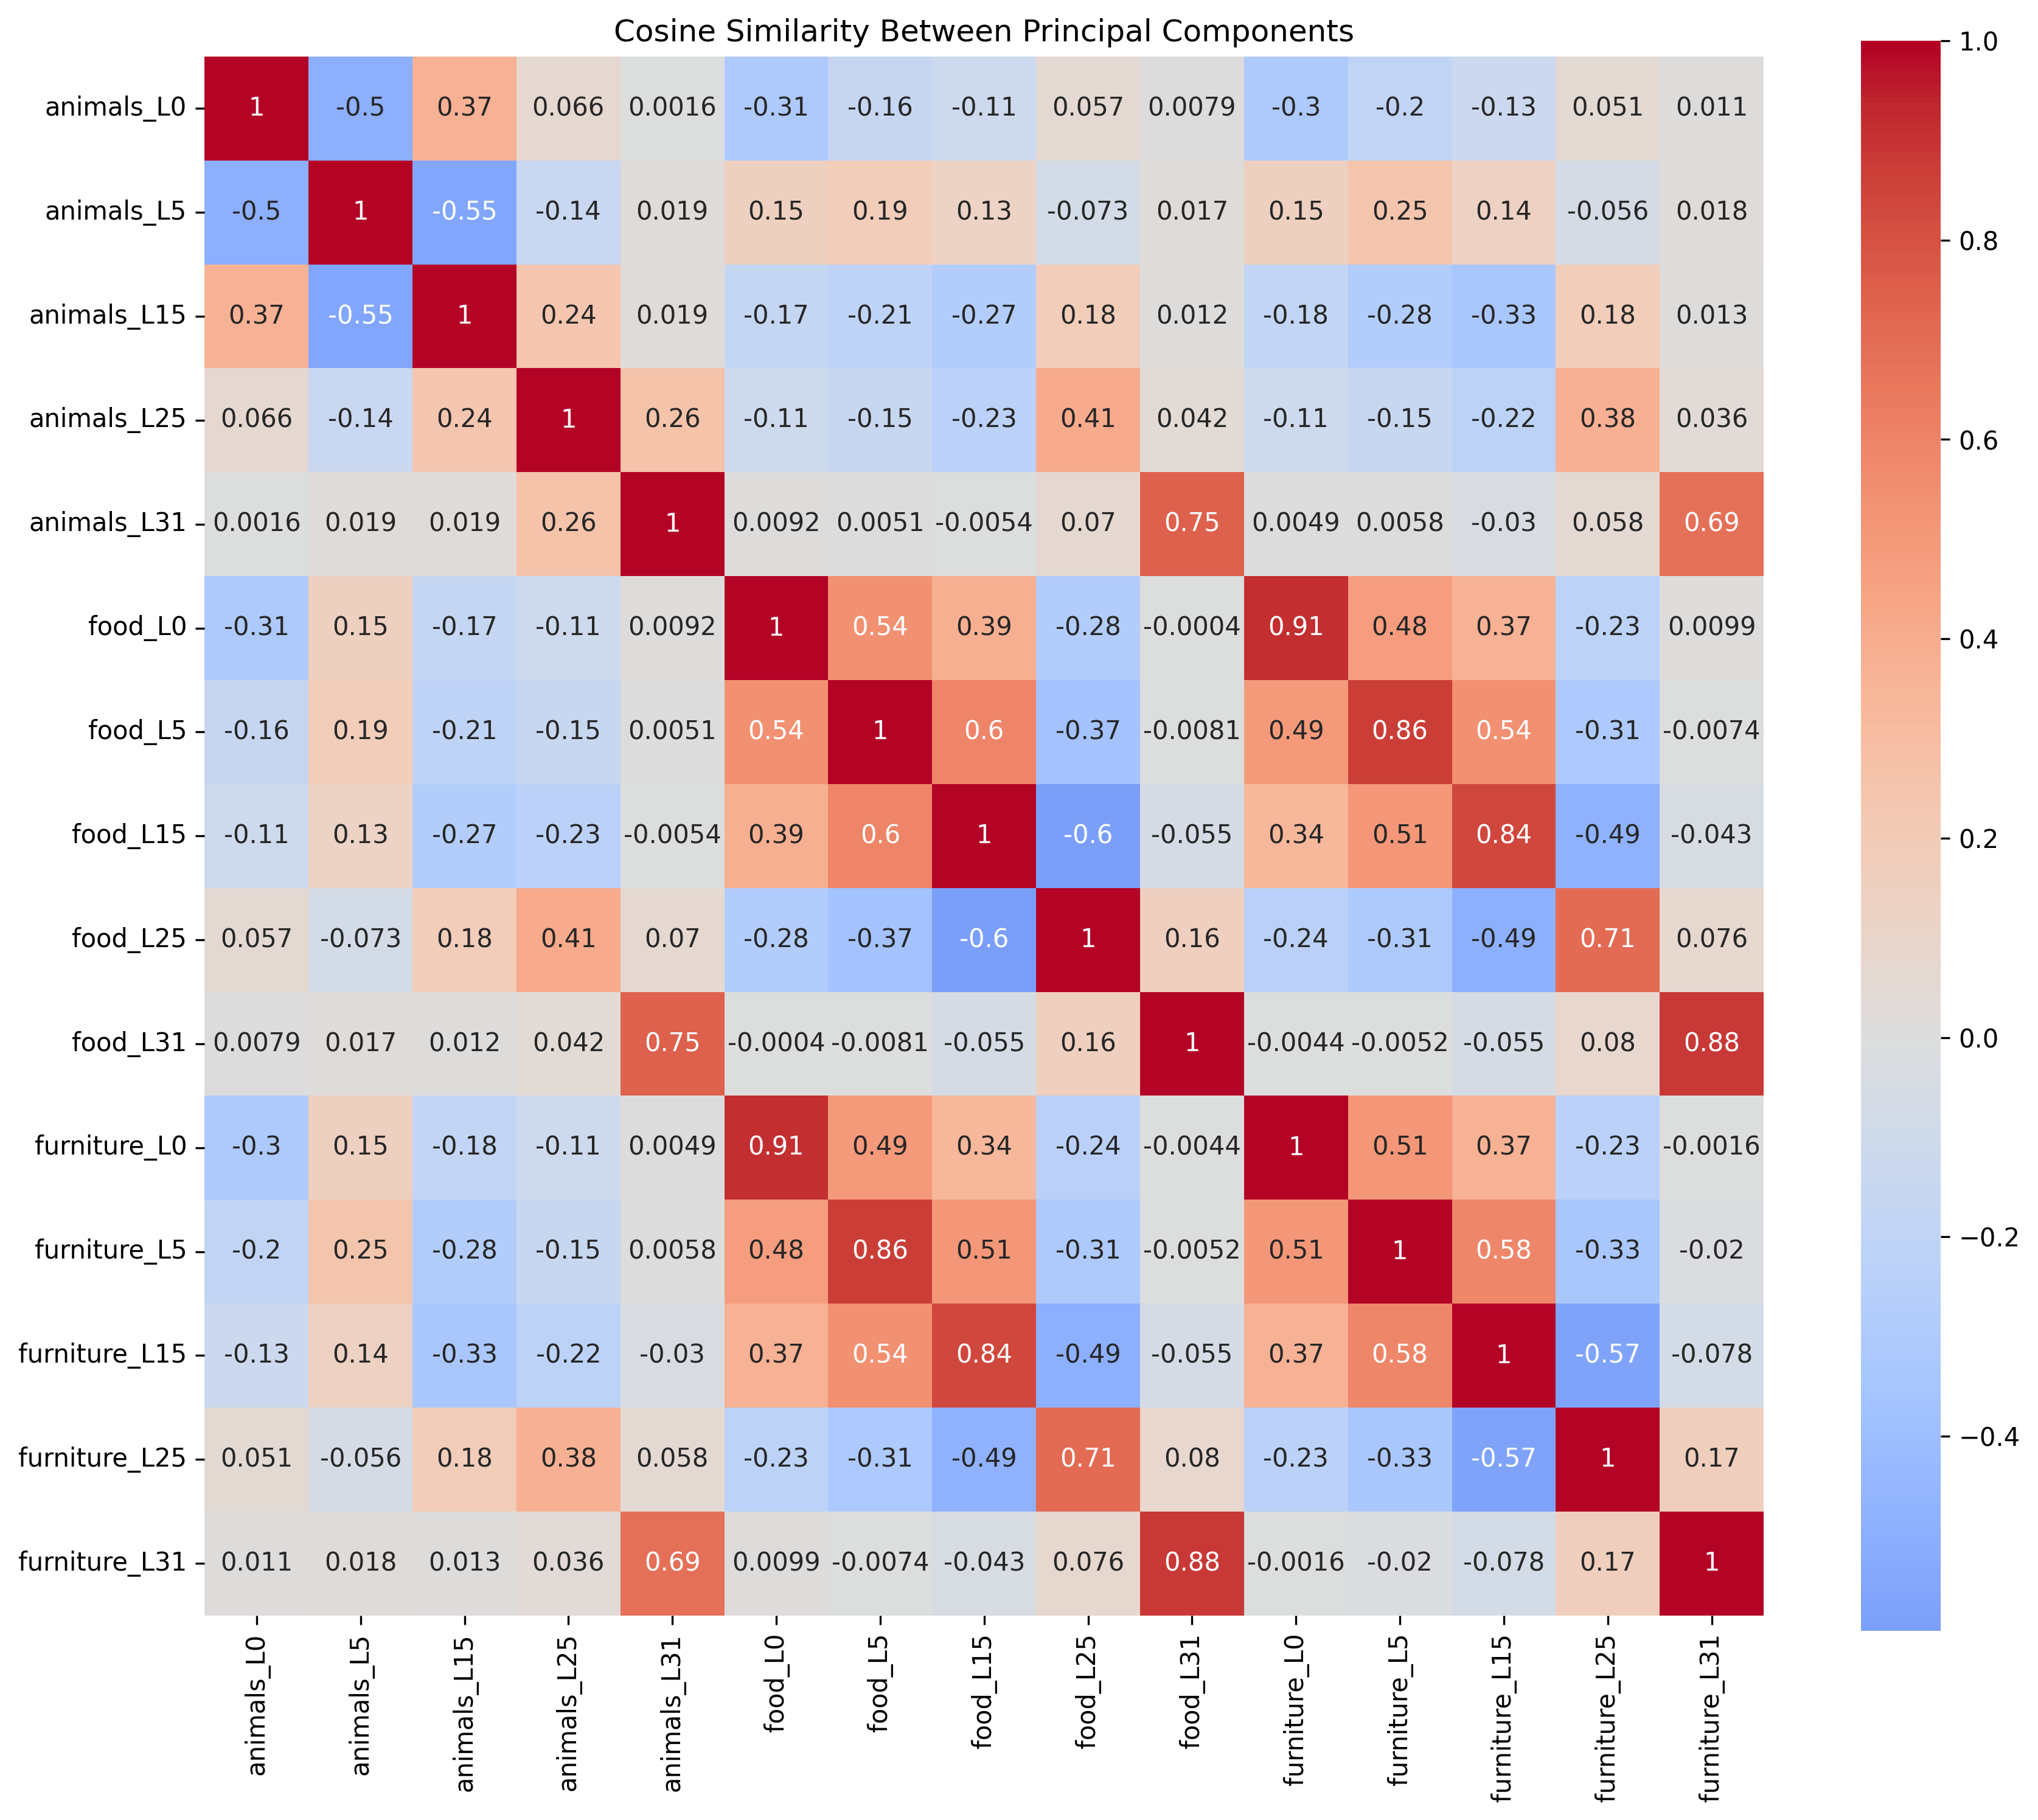 Cosine Similarity Between Principal Components
animals_L0 1 -0.5 0.37 0.066 0.0016 -0.31 -0.16 -0.11 0.057 0.0079 -0.3 -0.2 -0.13 0.051 0.011
animals_L5 -0.5 1 -0.55 -0.14 0.019 0.15 0.19 0.13 -0.073 0.017 0.15 0.25 0.14 -0.056 0.018
animals_L15 0.37 -0.55 1 0.24 0.019 -0.17 -0.21 -0.27 0.18 0.012 -0.18 -0.28 -0.33 0.18 0.013
animals_L25 0.066 -0.14 0.24 1 0.26 -0.11 -0.15 -0.23 0.41 0.042 -0.11 -0.15 -0.22 0.38 0.036
animals_L31 0.0016 0.019 0.019 0.26 1 0.0092 0.0051 -0.0054 0.07 0.75 0.0049 0.0058 -0.03 0.058 0.69
food_L0 -0.31 0.15 -0.17 -0.11 0.0092 1 0.54 0.39 -0.28 -0.0004 0.91 0.48 0.37 -0.23 0.0099
food_L5 -0.16 0.19 -0.21 -0.15 0.0051 0.54 1 0.6 -0.37 -0.0081 0.49 0.86 0.54 -0.31 -0.0074
food_L15 -0.11 0.13 -0.27 -0.23 -0.0054 0.39 0.6 1 -0.6 -0.055 0.34 0.51 0.84 -0.49 -0.043
food_L25 0.057 -0.073 0.18 0.41 0.07 -0.28 -0.37 -0.6 1 0.16 -0.24 -0.31 -0.49 0.71 0.076
food_L31 0.0079 0.017 0.012 0.042 0.75 -0.0004 -0.0081 -0.055 0.16 1 -0.0044 -0.0052 -0.055 0.08 0.88
furniture_L0 -0.3 0.15 -0.18 -0.11 0.0049 0.91 0.49 0.34 -0.24 -0.0044 1 0.51 0.37 -0.23 -0.0016
furniture_L5 -0.2 0.25 -0.28 -0.15 0.0058 0.48 0.86 0.51 -0.31 -0.0052 0.51 1 0.58 -0.33 -0.02
furniture_L15 -0.13 0.14 -0.33 -0.22 -0.03 0.37 0.54 0.84 -0.49 -0.055 0.37 0.58 1 -0.57 -0.078
furniture_L25 0.051 -0.056 0.18 0.38 0.058 -0.23 -0.31 -0.49 0.71 0.08 -0.23 -0.33 -0.57 1 0.17
furniture_L31 0.011 0.018 0.013 0.036 0.69 0.0099 -0.0074 -0.043 0.076 0.88 -0.0016 -0.02 -0.078 0.17 1
animals_L0 animals_L5 animals_L15 animals_L25 animals_L31 food_L0 food_L5 food_L15 food_L25 food_L31 furniture_L0 furniture_L5 furniture_L15 furniture_L25 furniture_L31
1.0
0.8
0.6
0.4
0.2
0.0
−0.2
−0.4